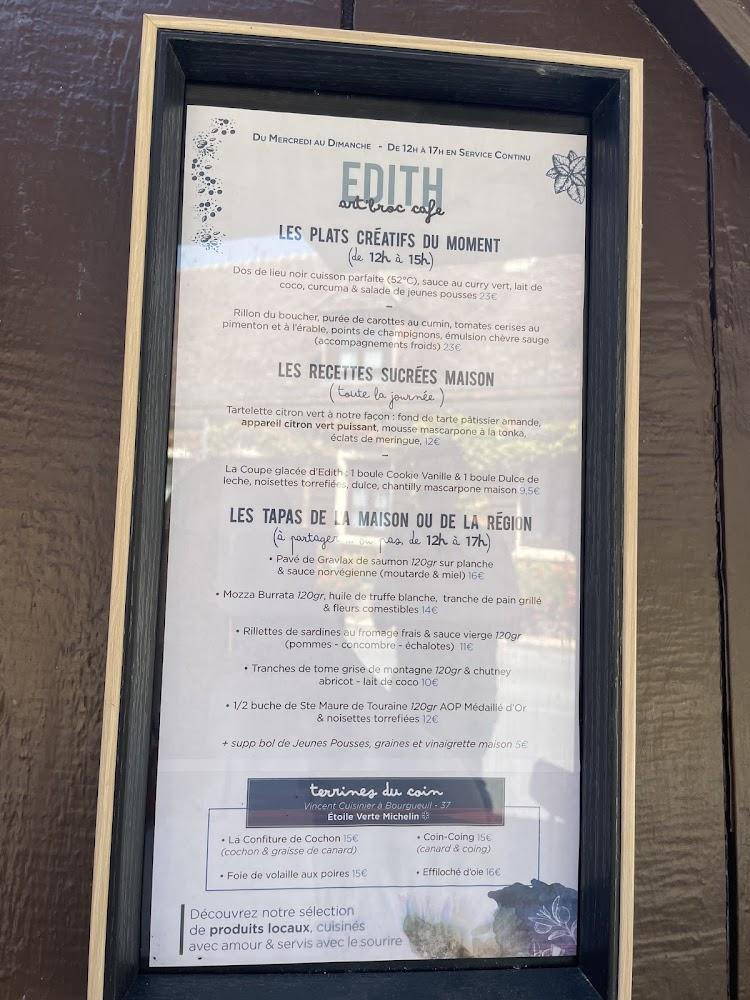 Du Mercredi au Dimanche - De 12h à 17h en Service Continu
EDITH
art'broc cafe
LES PLATS CRÉATIFS DU MOMENT
(de 12h à 15h)
Dos de lieu noir cuisson parfaite (52°C), sauce au curry vert, lait de
coco, curcuma & salade de jeunes pousses 23€
–
Rillon du boucher, purée de carottes au cumin, tomates cerises au
pimenton et à l'érable, points de champignons, émulsion chèvre sauge
(accompagnements froids) 23€
LES RECETTES SUCRÉES MAISON
(toute la journée)
Tartelette citron vert à notre façon : fond de tarte pâtissier amande,
appareil citron vert puissant, mousse mascarpone à la tonka,
éclats de meringue, 12€
–
La Coupe glacée d'Edith : 1 boule Cookie Vanille & 1 boule Dulce de
leche, noisettes torrefiées, dulce, chantilly mascarpone maison 9,5€
LES TAPAS DE LA MAISON OU DE LA RÉGION
(à partager ... ou pas, de 12h à 17h)
• Pavé de Gravlax de saumon 120gr sur planche
& sauce norvégienne (moutarde & miel) 16€
• Mozza Burrata 120gr, huile de truffe blanche, tranche de pain grillé
& fleurs comestibles 14€
• Rillettes de sardines au fromage frais & sauce vierge 120gr
(pommes - concombre - échalotes) 11€
• Tranches de tome grise de montagne 120gr & chutney
abricot - lait de coco 10€
• 1/2 buche de Ste Maure de Touraine 120gr AOP Médaillé d'Or
& noisettes torrefiées 12€
+ supp bol de Jeunes Pousses, graines et vinaigrette maison 5€
terrines du coin
Vincent Cuisinier à Bourgueuil - 37
Étoile Verte Michelin
• La Confiture de Cochon 15€
(cochon & graisse de canard)
• Coin-Coing 15€
(canard & coing)
• Foie de volaille aux poires 15€
• Effiloché d'oie 16€
Découvrez notre sélection
de produits locaux, cuisinés
avec amour & servis avec le sourire